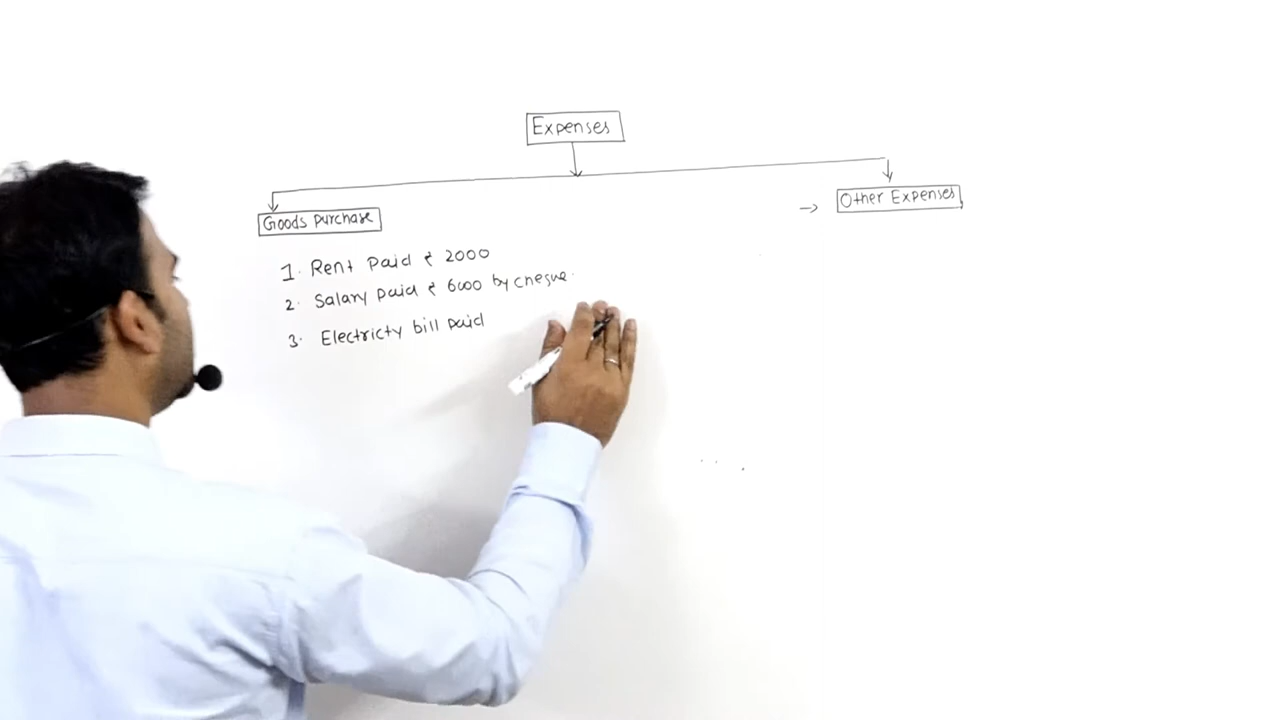 Expenses
Goods Purchase
→ Other Expenses
1. Rent Paid ₹ 2000
2. Salary paid ₹ 6000 by cheque.
3. Electricty bill paid